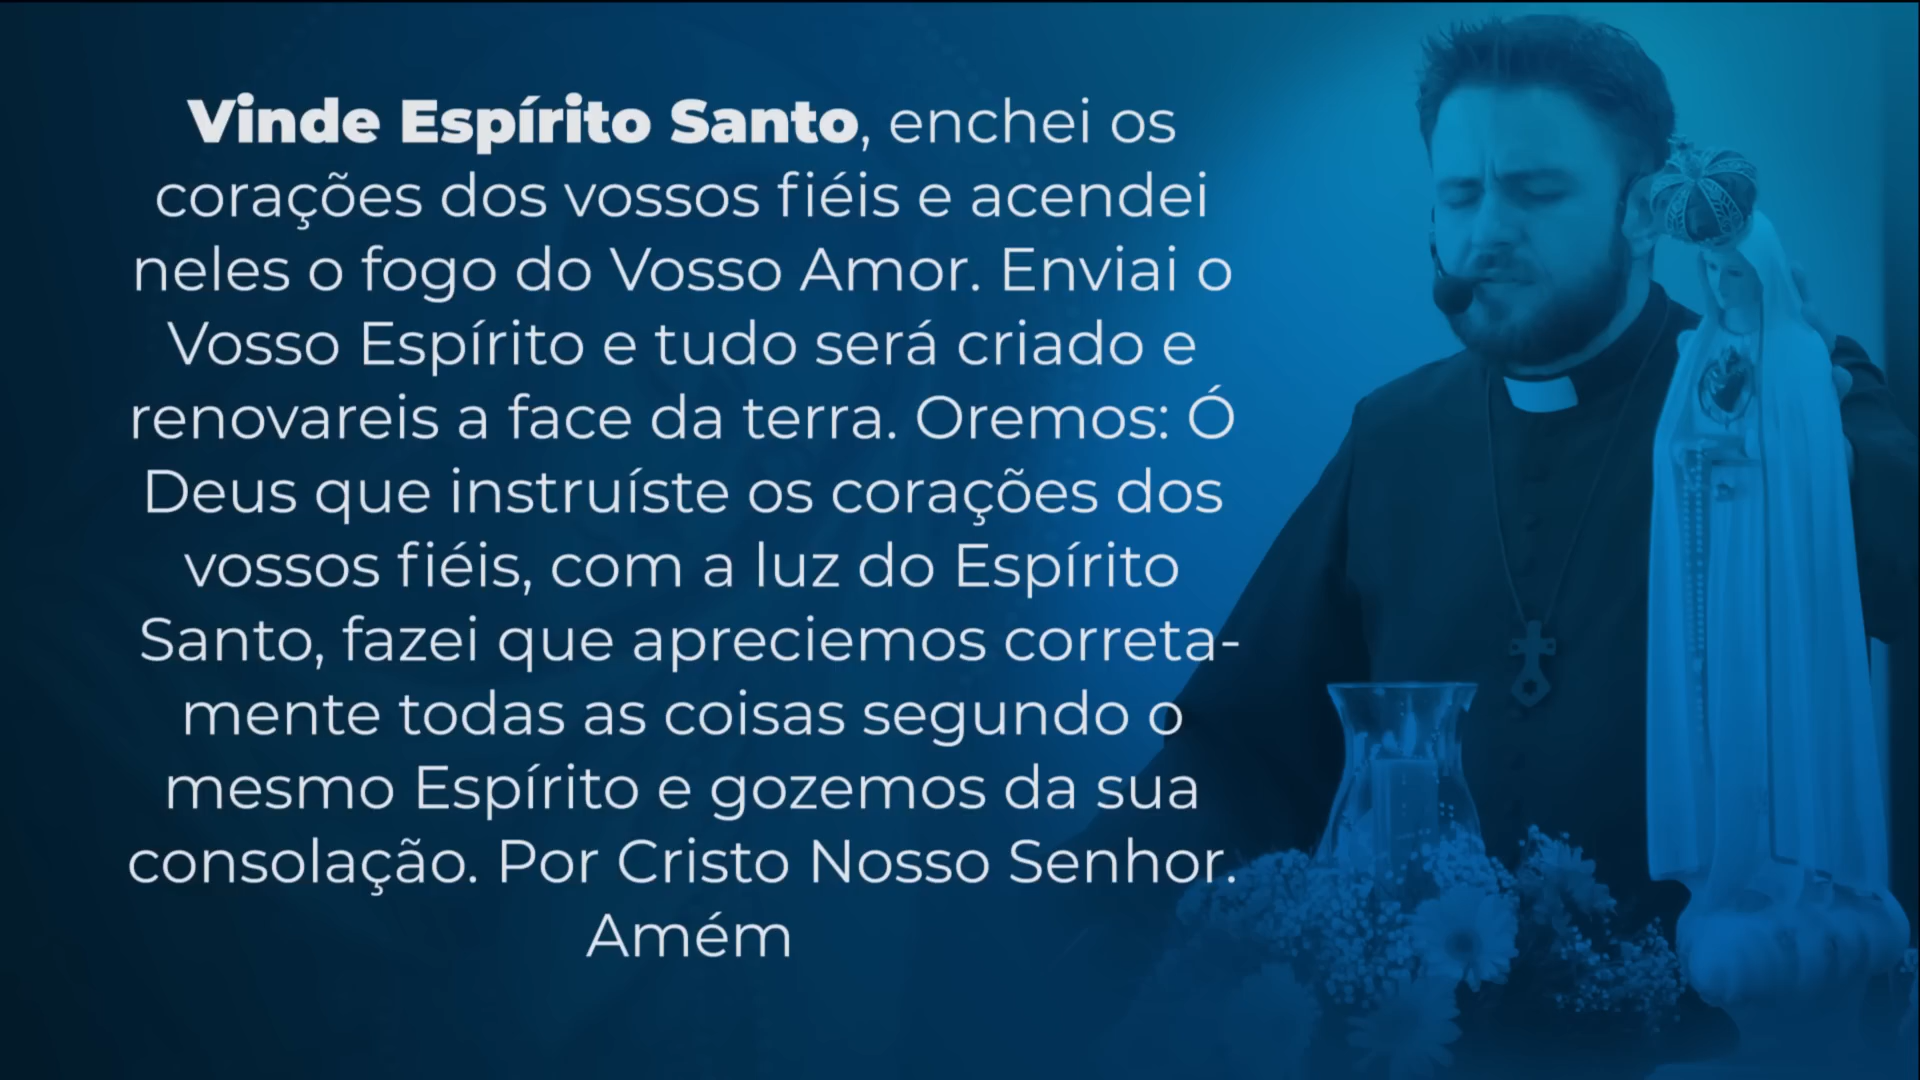 Vinde Espírito Santo, enchei os
corações dos vossos fiéis e acendei
neles o fogo do Vosso Amor. Enviai o
Vosso Espírito e tudo será criado e
renovareis a face da terra. Oremos: Ó
Deus que instruíste os corações dos
vossos fiéis, com a luz do Espírito
Santo, fazei que apreciemos correta-
mente todas as coisas segundo o
mesmo Espírito e gozemos da sua
consolação. Por Cristo Nosso Senhor.
Amém